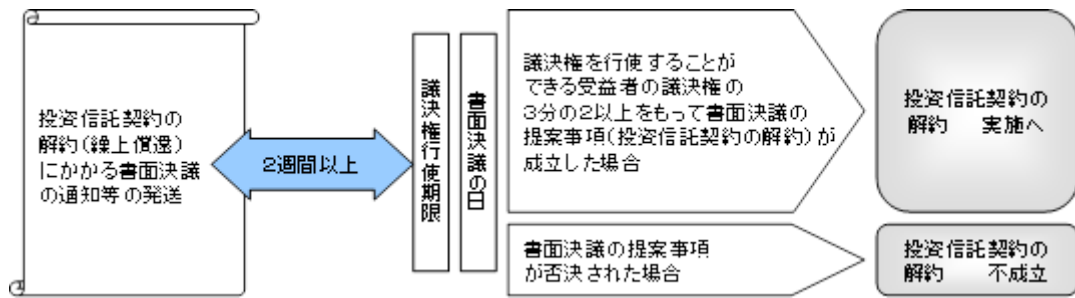 投資信託契約の
解約(繰上償還)
にかかる書面決議
の通知等の発送
2週間以上
議決権行使期限
書面決議の日
議決権を行使することが
できる受益者の議決権の
3分の2以上をもって書面決議の
提案事項(投資信託契約の解約)が
成立した場合
投資信託契約の
解約 実施へ
書面決議の提案事項
が否決された場合
投資信託契約の
解約 不成立